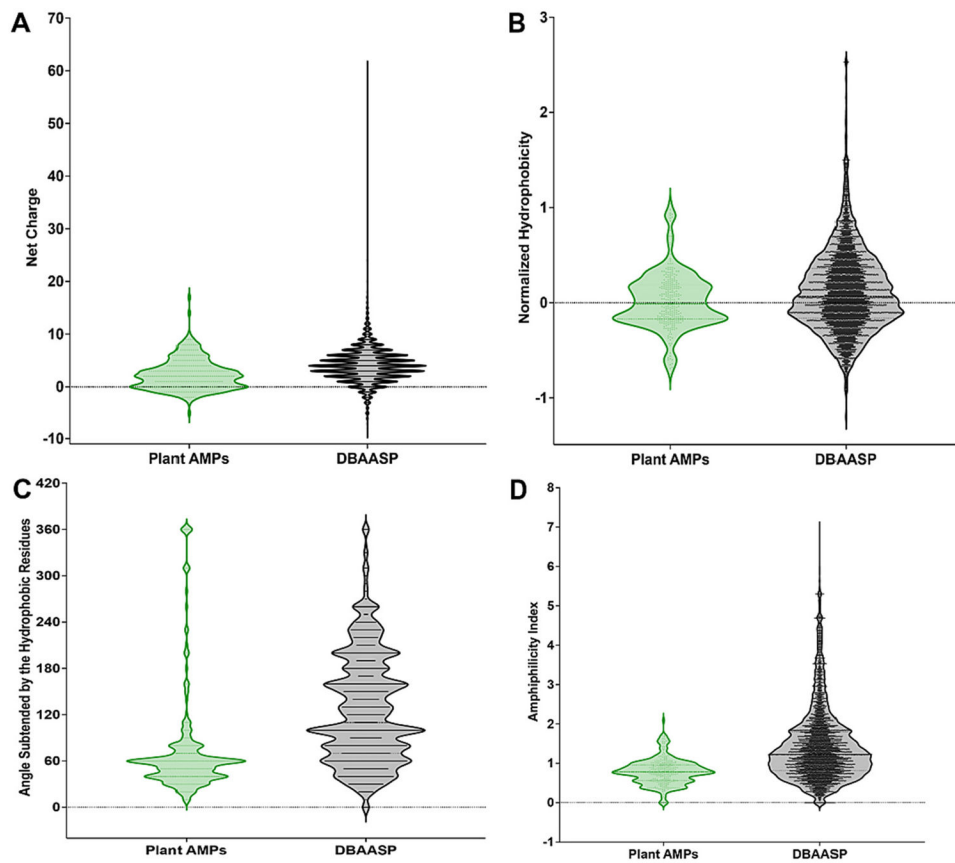 A
Net Charge
70
60
50
40
30
20
10
0
-10
Plant AMPs DBAASP
B
Normalized Hydrophobicity
3
2
1
0
-1
Plant AMPs DBAASP
C
Angle Subtended by the Hydrophobic Residues
420
360
300
240
180
120
60
0
Plant AMPs DBAASP
D
Amphiphilicity Index
8
7
6
5
4
3
2
1
0
-1
Plant AMPs DBAASP